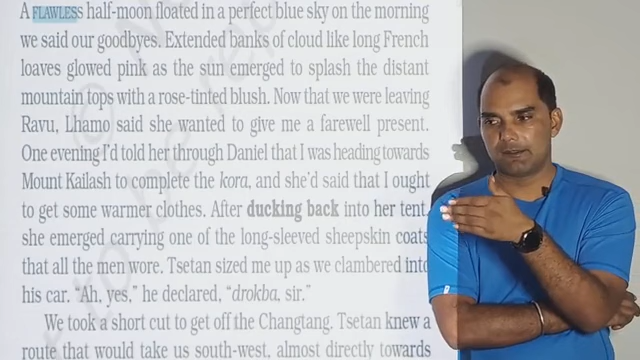 A FLAWLESs half-moon floated in a perfect blue sky on the morning
we said our goodbyes. Extended banks of cloud like long French
loaves glowed pink as the sun emerged to splash the distant
mountain tops with a rose-tinted blush. Now that we were leaving
Ravu, Lhamo said she wanted to give me a farewell present.
One evening I'd told her through Daniel that I was heading towards
Mount Kailash to complete the kora, and she'd said that I ought
to get some warmer clothes. After ducking back into her tent,
she emerged carrying one of the long-sleeved sheepskin coats
that all the men wore. Tsetan sized me up as we clambered into
his car. “Ah, yes,” he declared, “drokba, sir.”
We took a short cut to get off the Changtang. Tsetan knew a
route that would take us south-west, almost directly towards